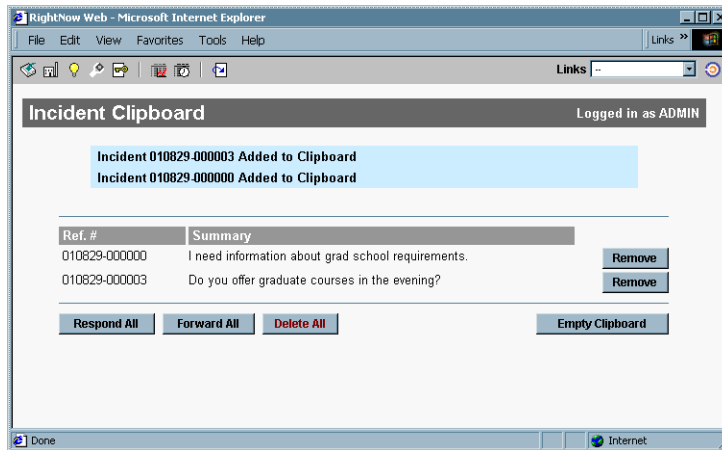 RightNow Web - Microsoft Internet Explorer
File Edit View Favorites Tools Help Links »
Links --
Incident Clipboard Logged in as ADMIN
Incident 010829-000003 Added to Clipboard
Incident 010829-000000 Added to Clipboard
Ref. # Summary
010829-000000 I need information about grad school requirements. Remove
010829-000003 Do you offer graduate courses in the evening? Remove
Respond All Forward All Delete All Empty Clipboard
Done Internet